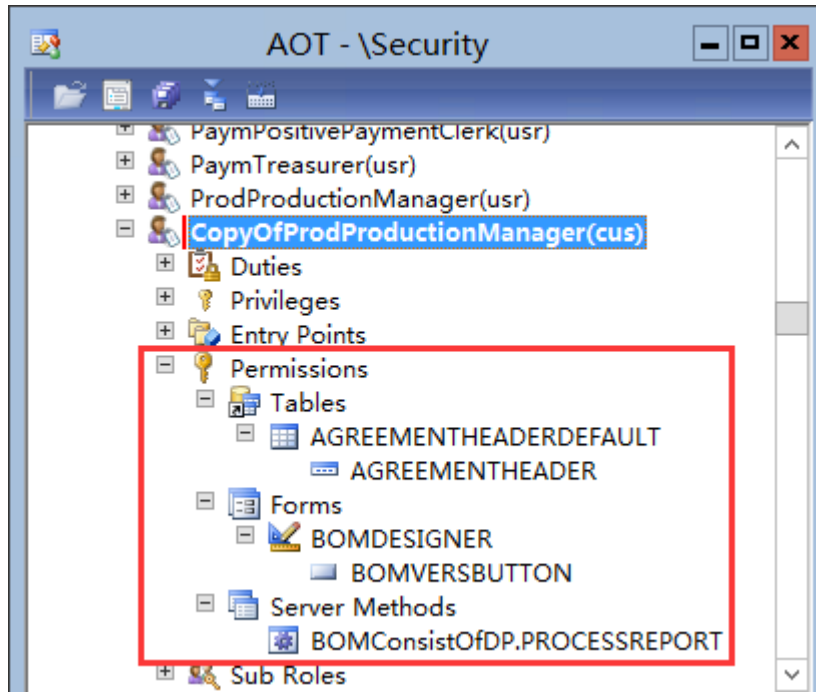 AOT - \Security
PaymPositivePaymentClerk(usr)
PaymTreasurer(usr)
ProdProductionManager(usr)
CopyOfProdProductionManager(cus)
Duties
Privileges
Entry Points
Permissions
Tables
AGREEMENTHEADERDEFAULT
AGREEMENTHEADER
Forms
BOMDESIGNER
BOMVERSBUTTON
Server Methods
BOMConsistOfDP.PROCESSREPORT
Sub Roles